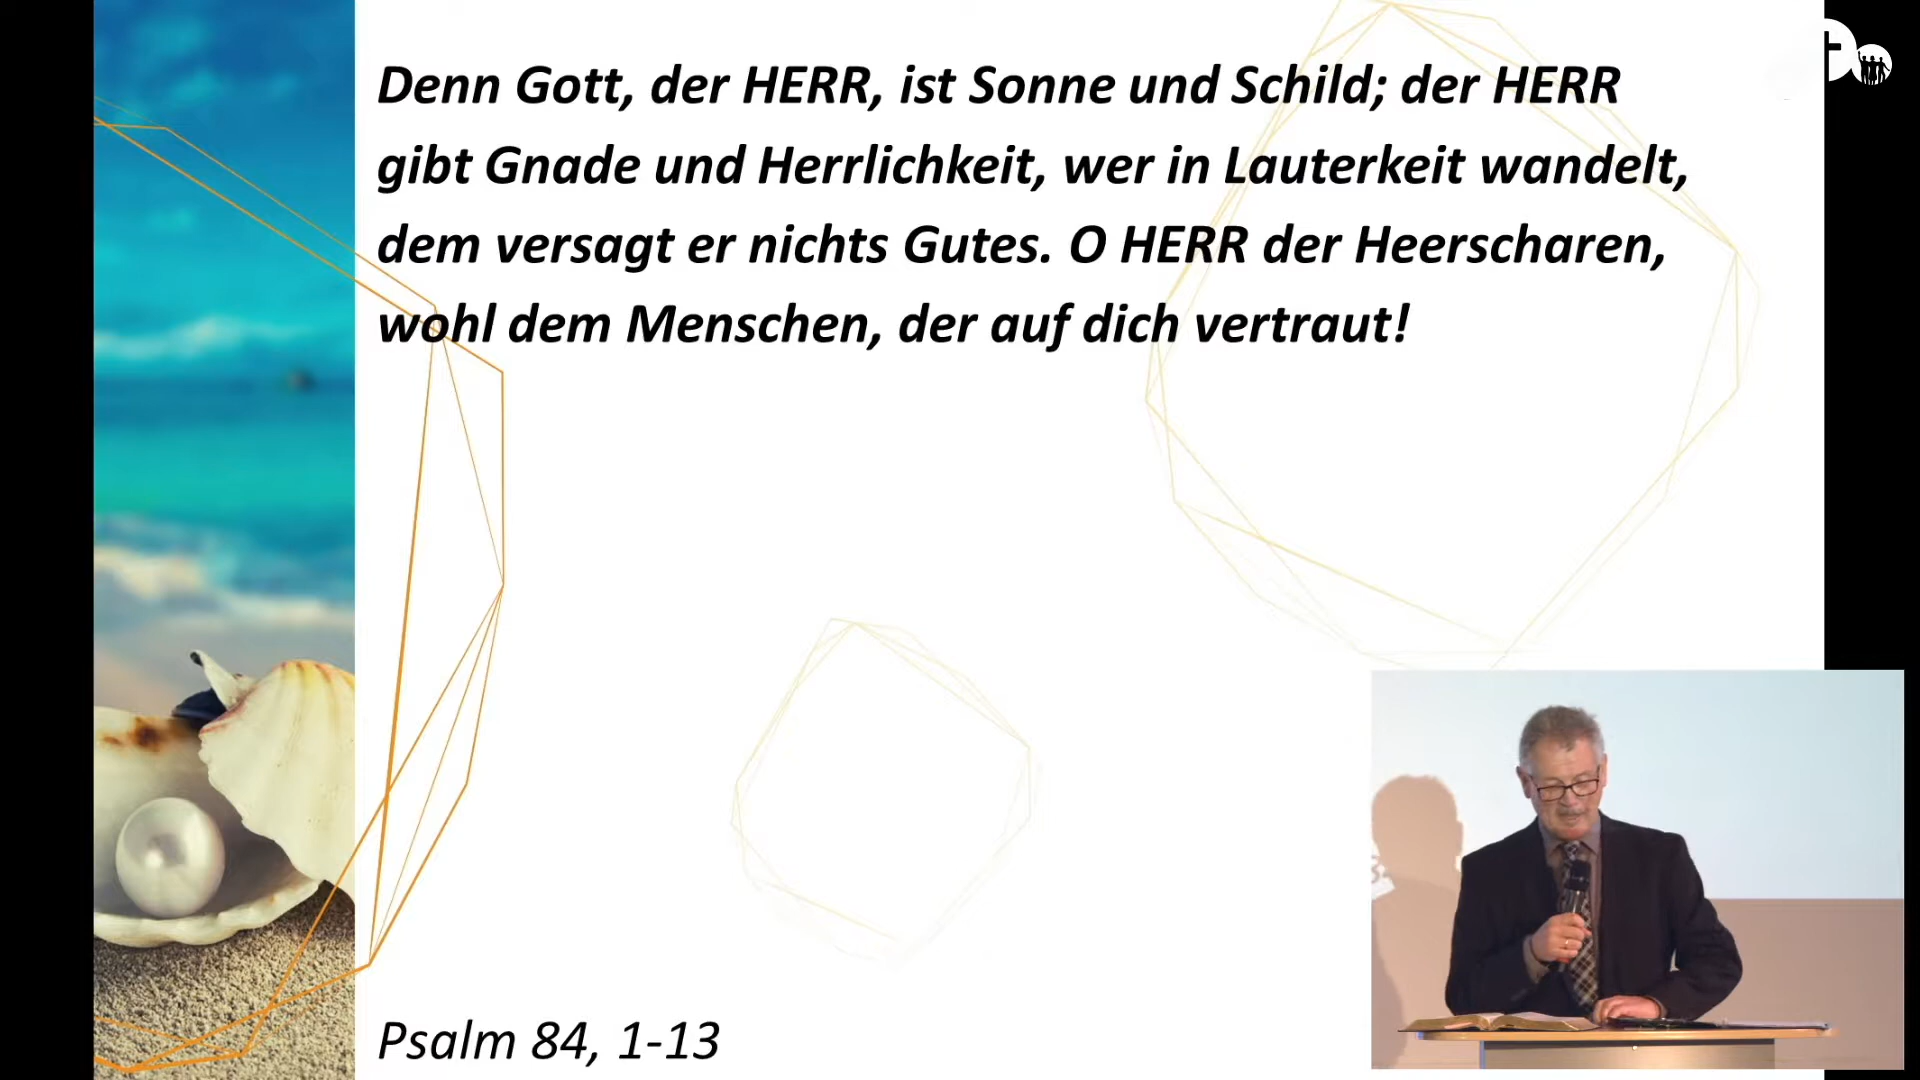 Denn Gott, der HERR, ist Sonne und Schild; der HERR
gibt Gnade und Herrlichkeit, wer in Lauterkeit wandelt,
dem versagt er nichts Gutes. O HERR der Heerscharen,
wohl dem Menschen, der auf dich vertraut!
Psalm 84, 1-13